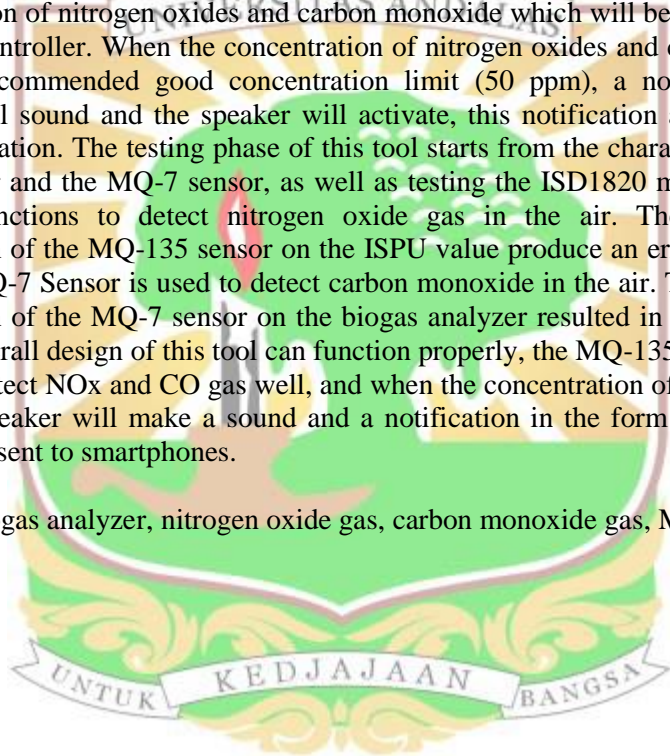 ion of nitrogen oxides and carbon monoxide which will be
UNIVERSITAS ANDALAS
ontroller. When the concentration of nitrogen oxides and
commended good concentration limit (50 ppm), a no
l sound and the speaker will activate, this notification a
ation. The testing phase of this tool starts from the chara
and the MQ-7 sensor, as well as testing the ISD1820 m
nctions to detect nitrogen oxide gas in the air. The
n of the MQ-135 sensor on the ISPU value produce an er
Q-7 Sensor is used to detect carbon monoxide in the air. T
n of the MQ-7 sensor on the biogas analyzer resulted in
rall design of this tool can function properly, the MQ-135
tect NOx and CO gas well, and when the concentration of
eaker will make a sound and a notification in the form
sent to smartphones.
gas analyzer, nitrogen oxide gas, carbon monoxide gas, M
UNTUK KEDJAJAAN BANGSA